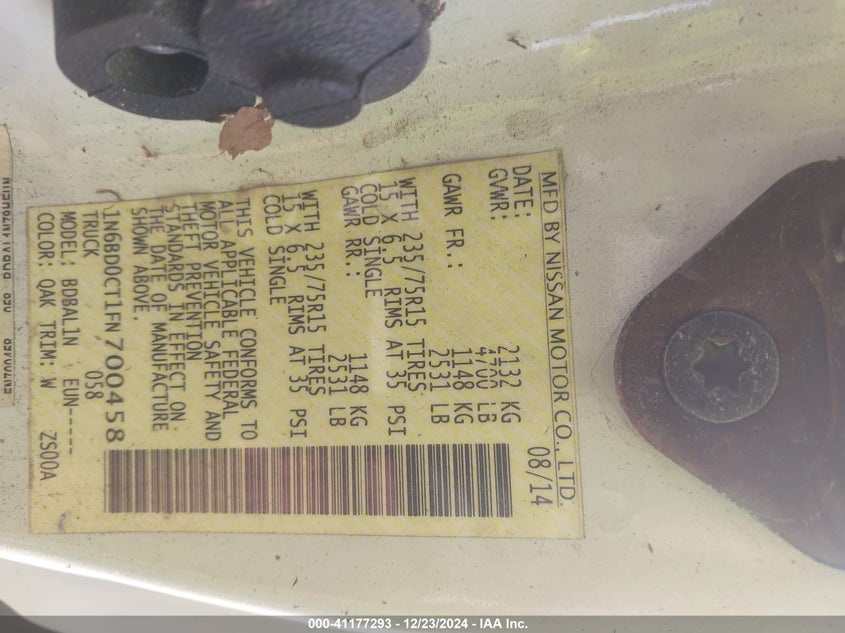 MFD BY NISSAN MOTOR CO., LTD.
DATE: 08/14
GVWR: 2132 KG
4700 LB
GAWR FR.: 1148 KG
2531 LB
WITH 235/75R15 TIRES
15 X 6.5 RIMS AT 35 PSI
COLD SINGLE
GAWR RR.: 1148 KG
2531 LB
WITH 235/75R15 TIRES
15 X 6.5 RIMS AT 35 PSI
COLD SINGLE
THIS VEHICLE CONFORMS TO
ALL APPLICABLE FEDERAL
MOTOR VEHICLE SAFETY AND
THEFT PREVENTION
STANDARDS IN EFFECT ON
THE DATE OF MANUFACTURE
SHOWN ABOVE.
1N6BD0CT1FN700458
TRUCK 058
MODEL: BDBAL1N EUN-----
COLOR: QAK TRIM: W ZS00A
000-41177293 - 12/23/2024 - IAA Inc.